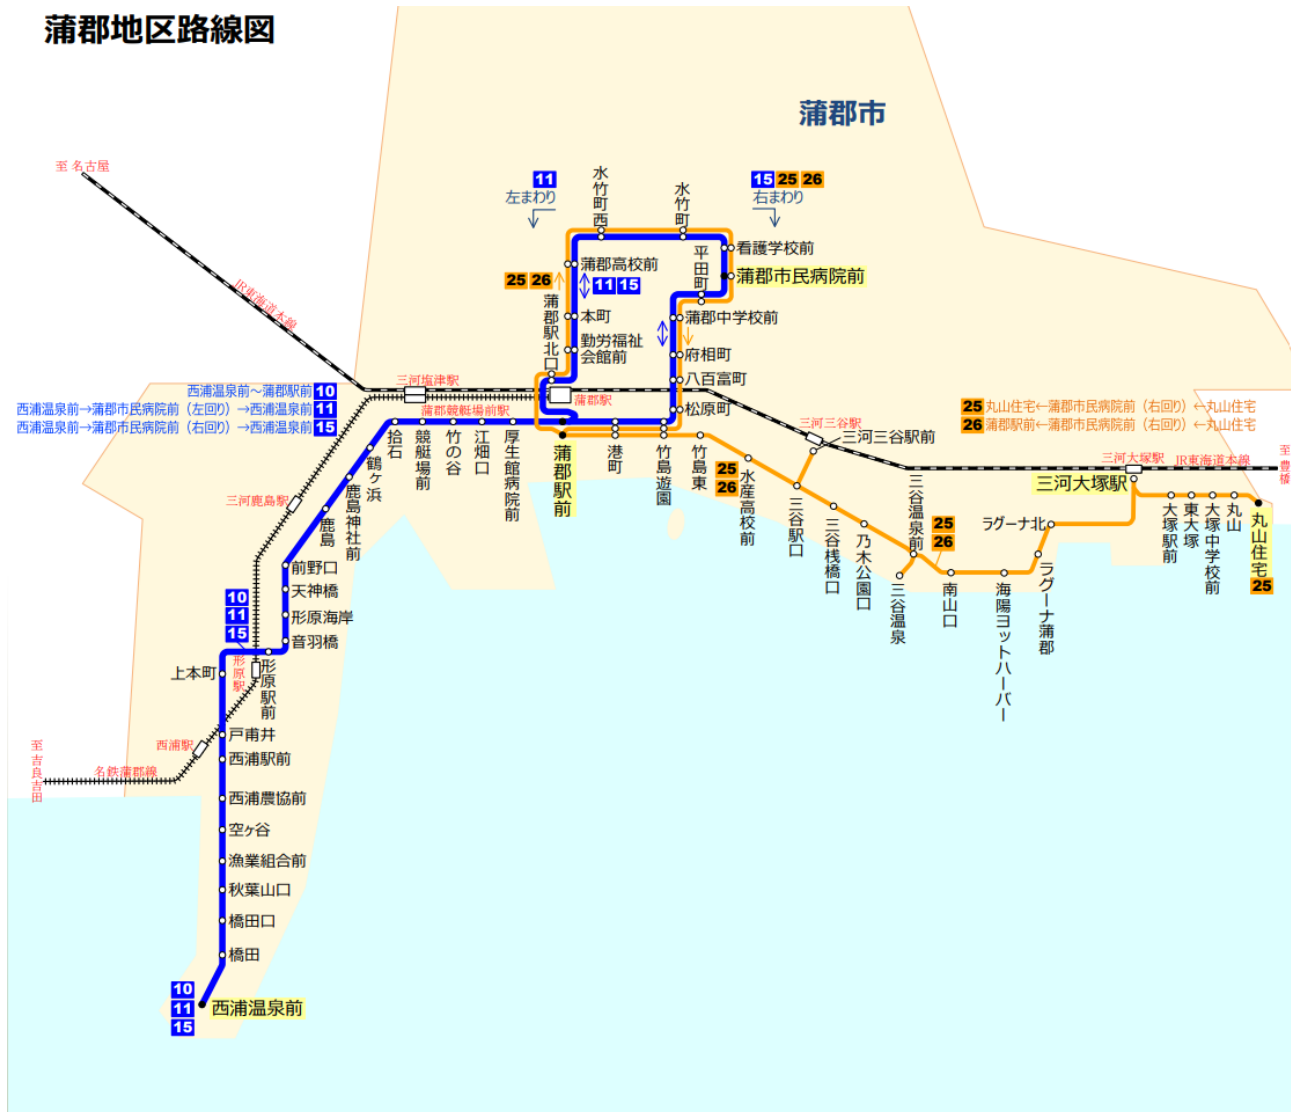 蒲郡地区路線図
蒲郡市
至 名古屋
JR東海道本線
11
左まわり
水竹町西
水竹町
15 25 26
右まわり
平田町
看護学校前
蒲郡市民病院前
蒲郡高校前
25 26
11 15
蒲郡駅北口
本町
勤労福祉
会館前
蒲郡中学校前
府相町
八百富町
松原町
三河塩津駅
蒲郡駅
西浦温泉前~蒲郡駅前 10
西浦温泉前→蒲郡市民病院前(左回り)→西浦温泉前 11
西浦温泉前→蒲郡市民病院前(右回り)→西浦温泉前 15
25 丸山住宅←蒲郡市民病院前(右回り)←丸山住宅
26 蒲郡駅前←蒲郡市民病院前(右回り)←丸山住宅
蒲郡競艇場前駅
拾石
競艇場前
竹の谷
江畑口
厚生館病院前
蒲郡駅前
港町
竹島遊園
竹島東
25
26
水産高校前
三河三谷駅
三河三谷駅前
三谷駅口
三谷桟橋口
乃木公園口
三谷温泉前
三谷温泉
25
26
南山口
海陽ヨットハーバー
ラグーナ蒲郡
ラグーナ北
三河大塚駅
三河大塚駅
JR東海道本線
至豊橋
大塚駅前
東大塚
大塚中学校前
丸山
丸山住宅
25
鶴ヶ浜
鹿島神社前
鹿島
三河鹿島駅
前野口
天神橋
形原海岸
音羽橋
10
11
15
形原駅
形原駅前
上本町
戸甫井
西浦駅
西浦駅前
至吉良吉田
名鉄蒲郡線
西浦農協前
空ヶ谷
漁業組合前
秋葉山口
橋田口
橋田
10
11
15
西浦温泉前